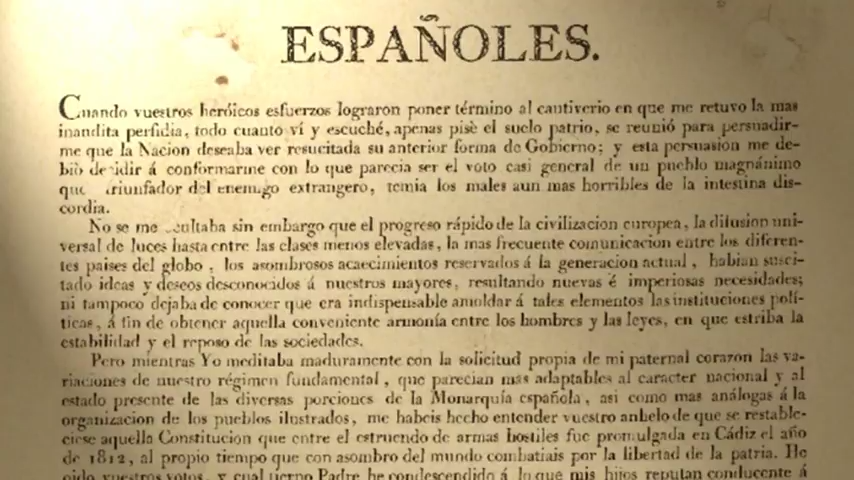 ESPAÑOLES.
Cuando vuestros heróicos esfuerzos lograron poner término al cautiverio en que me retuvo la mas
inaudita perfidia, todo cuanto ví y escuché, apenas pisé el suelo patrio, se reunió para persuadir-
me que la Nacion deseaba ver resucitada su anterior forma de Gobierno; y esta persuasion me de-
bió decidir á conformarme con lo que parecia ser el voto casi general de un pueblo magnánimo
que triunfador del enemigo extrangero, temia los males aun mas horribles de la intestina dis-
cordia.
No se me ocultaba sin embargo que el progreso rápido de la civilizacion europea, la difusion uni-
versal de luces hasta entre las clases menos elevadas, la mas frecuente comunicacion entre los diferen-
tes paises del globo, los asombrosos acaecimientos reservados á la generacion actual, habian susci-
tado ideas y deseos desconocidos á nuestros mayores, resultando nuevas é imperiosas necesidades;
ni tampoco dejaba de conocer que era indispensable amoldar á tales elementos las instituciones polí-
ticas, á fin de obtener aquella conveniente armonía entre los hombres y las leyes, en que estriba la
estabilidad y el reposo de las sociedades.
Pero mientras Yo meditaba maduramente con la solicitud propia de mi paternal corazon las va-
riaciones de nuestro régimen fundamental, que parecian mas adaptables al caracter nacional y al
estado presente de las diversas porciones de la Monarquía española, asi como mas análogas á la
organizacion de los pueblos ilustrados, me habeis hecho entender vuestro anhelo de que se restable-
ciese aquella Constitucion que entre el estruendo de armas hostiles fue promulgada en Cádiz el año
de 1812, al propio tiempo que con asombro del mundo combatiais por la libertad de la patria. He
oido vuestros votos, y cual tierno Padre he condescendido á lo que mis hijos reputan conducente á